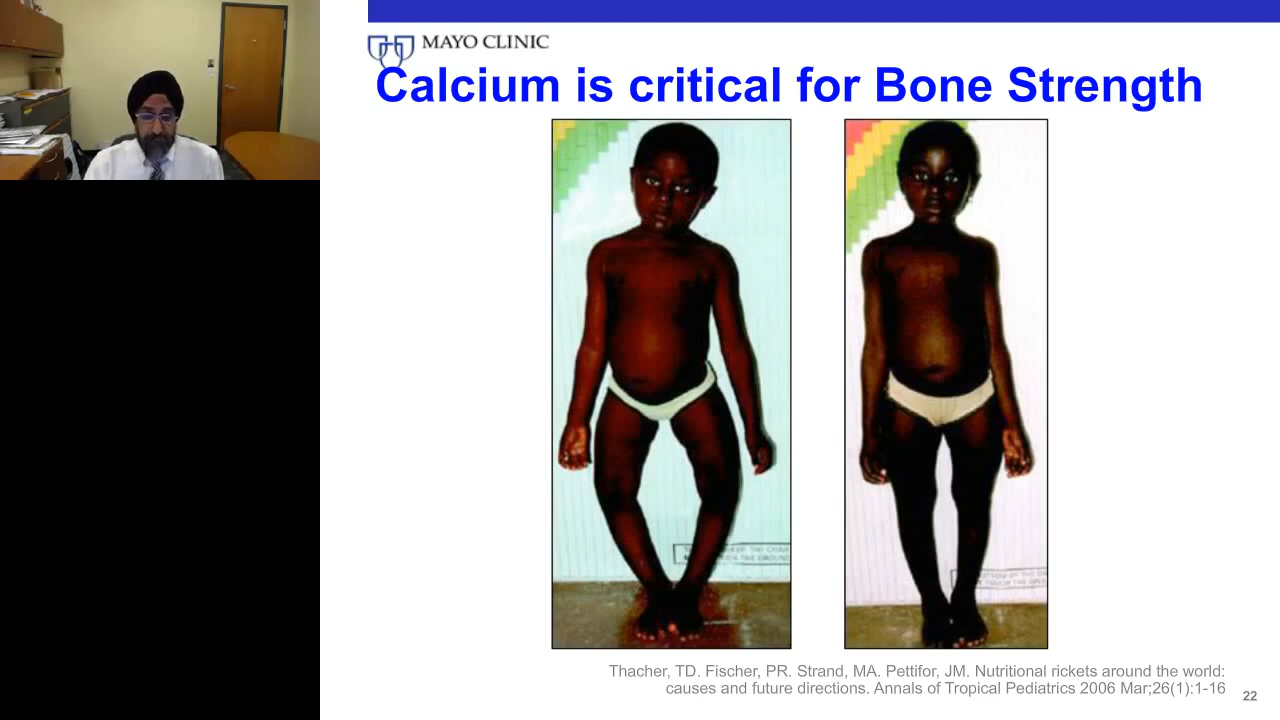 MAYO CLINIC
Calcium is critical for Bone Strength
Thacher, TD. Fischer, PR. Strand, MA. Pettifor, JM. Nutritional rickets around the world:
causes and future directions. Annals of Tropical Pediatrics 2006 Mar;26(1):1-16
22